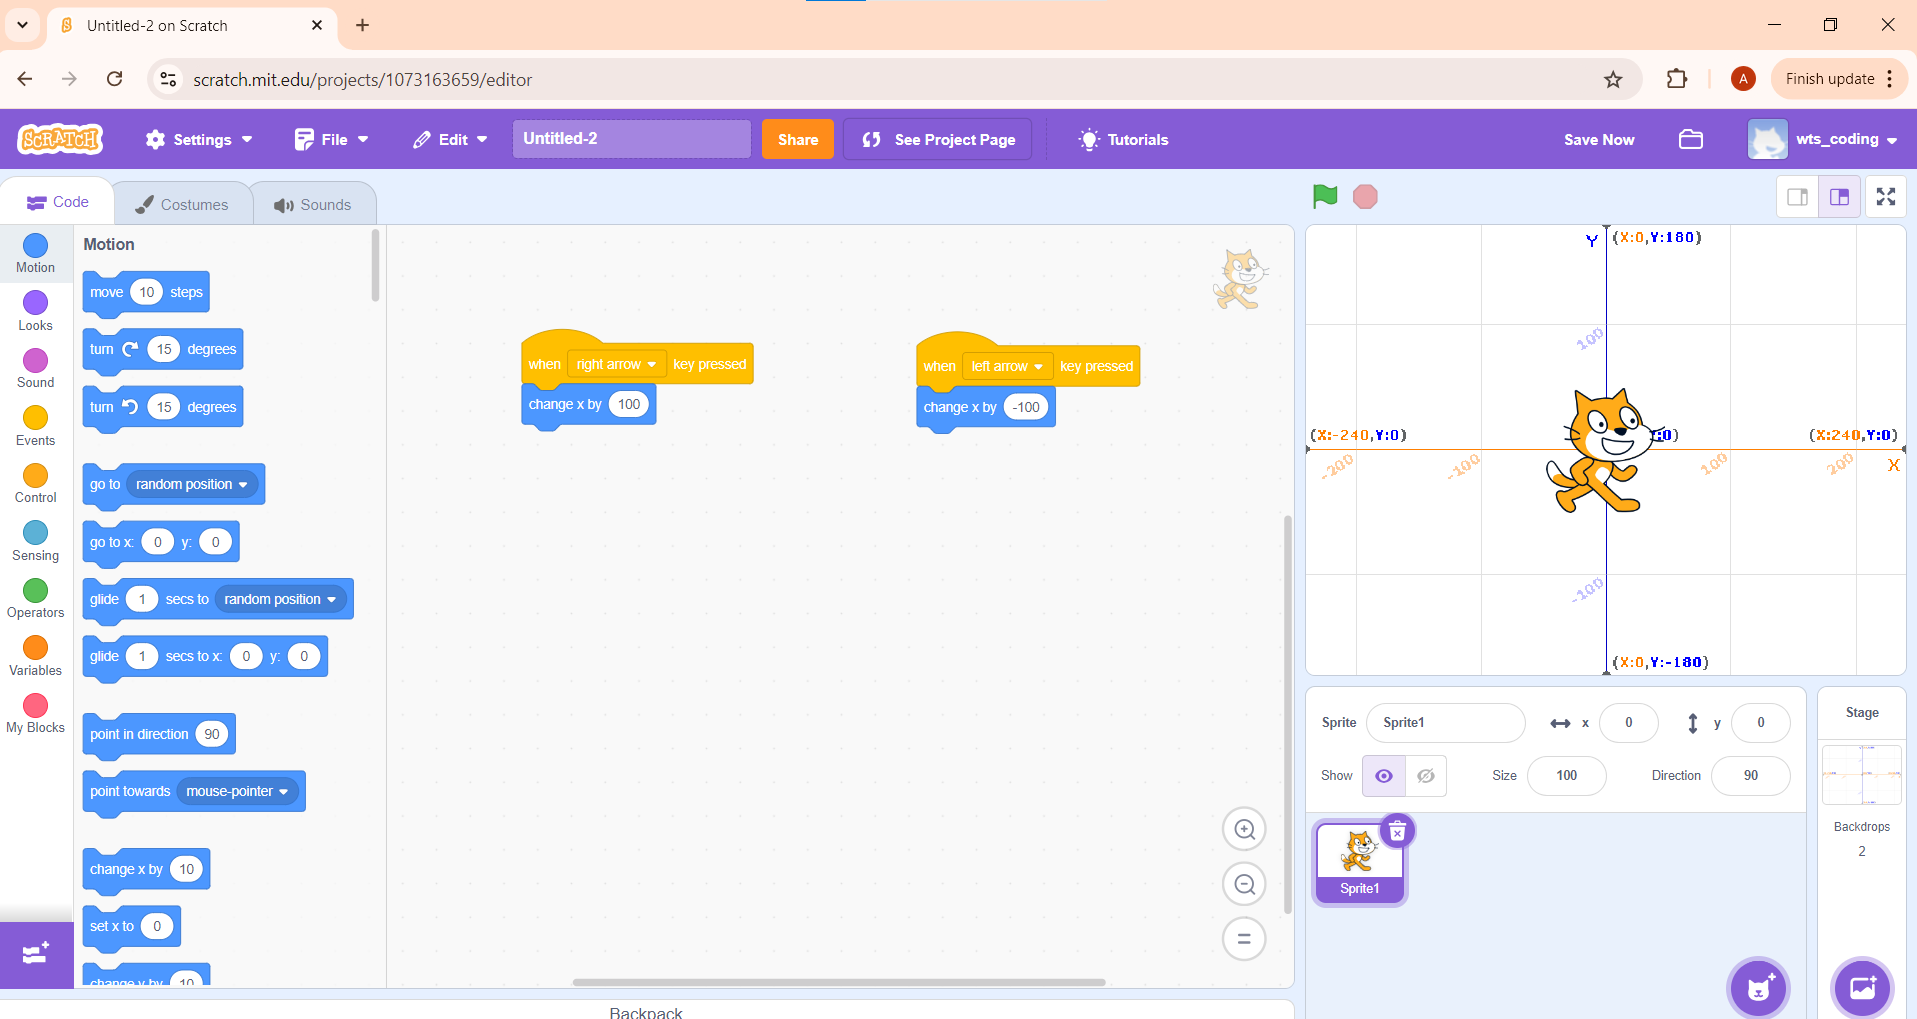 Untitled-2 on Scratch
scratch.mit.edu/projects/1073163659/editor
A
Finish update
SCRATCH
Settings
File
Edit
Untitled-2
Share
See Project Page
Tutorials
Save Now
wts_coding
Code
Costumes
Sounds
Motion
Looks
Sound
Events
Control
Sensing
Operators
Variables
My Blocks
Motion
move 10 steps
turn 15 degrees
turn 15 degrees
go to random position
go to x: 0 y: 0
glide 1 secs to random position
glide 1 secs to x: 0 y: 0
point in direction 90
point towards mouse-pointer
change x by 10
set x to 0
change y by 10
when right arrow key pressed
change x by 100
when left arrow key pressed
change x by -100
Y (X:0,Y:180)
100
(X:-240,Y:0)
:0)
(X:240,Y:0)
-200
-100
100
200
X
-100
(X:0,Y:-180)
Sprite Sprite1 x 0 y 0
Show Size 100 Direction 90
Sprite1
Stage
Backdrops
2
Backpack